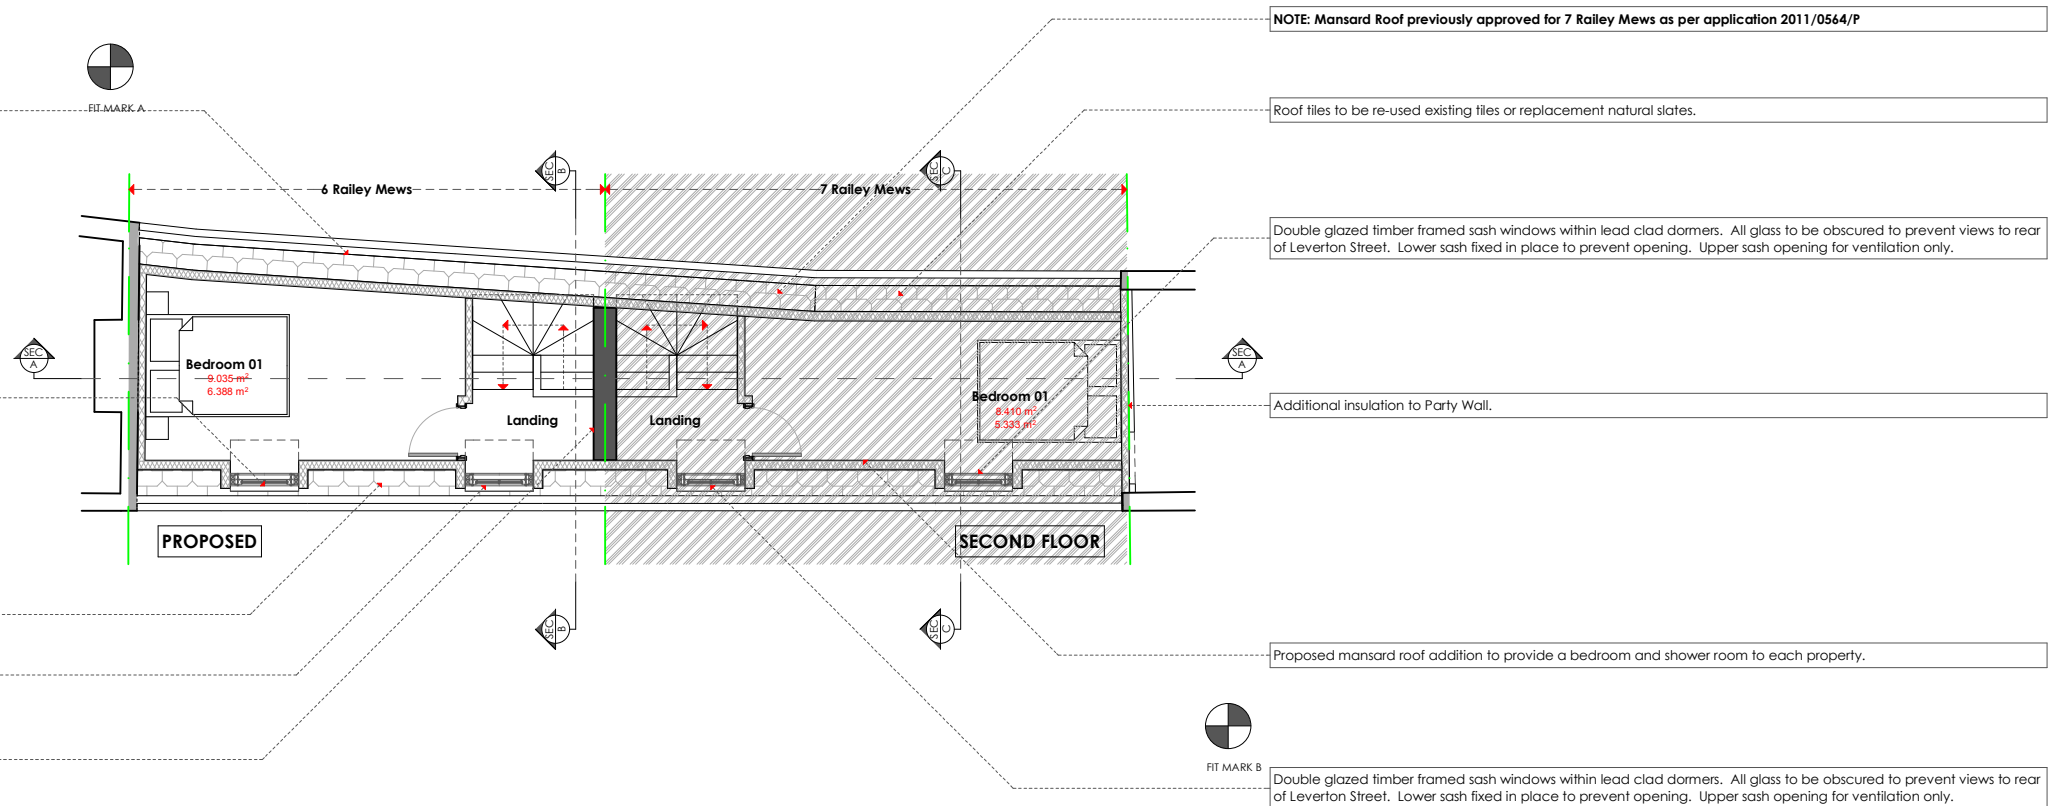 NOTE: Mansard Roof previously approved for 7 Railey Mews as per application 2011/0564/P
FIT MARK A
Roof tiles to be re-used existing tiles or replacement natural slates.
SEC B
SEC C
6 Railey Mews
7 Railey Mews
Double glazed timber framed sash windows within lead clad dormers. All glass to be obscured to prevent views to rear
of Leverton Street. Lower sash fixed in place to prevent opening. Upper sash opening for ventilation only.
SEC
A
SEC
A
Bedroom 01
9.035 m²
6.388 m²
Bedroom 01
8.410 m²
5.333 m²
Additional insulation to Party Wall.
Landing
Landing
PROPOSED
SECOND FLOOR
SEC B
SEC C
Proposed mansard roof addition to provide a bedroom and shower room to each property.
FIT MARK B
Double glazed timber framed sash windows within lead clad dormers. All glass to be obscured to prevent views to rear
of Leverton Street. Lower sash fixed in place to prevent opening. Upper sash opening for ventilation only.